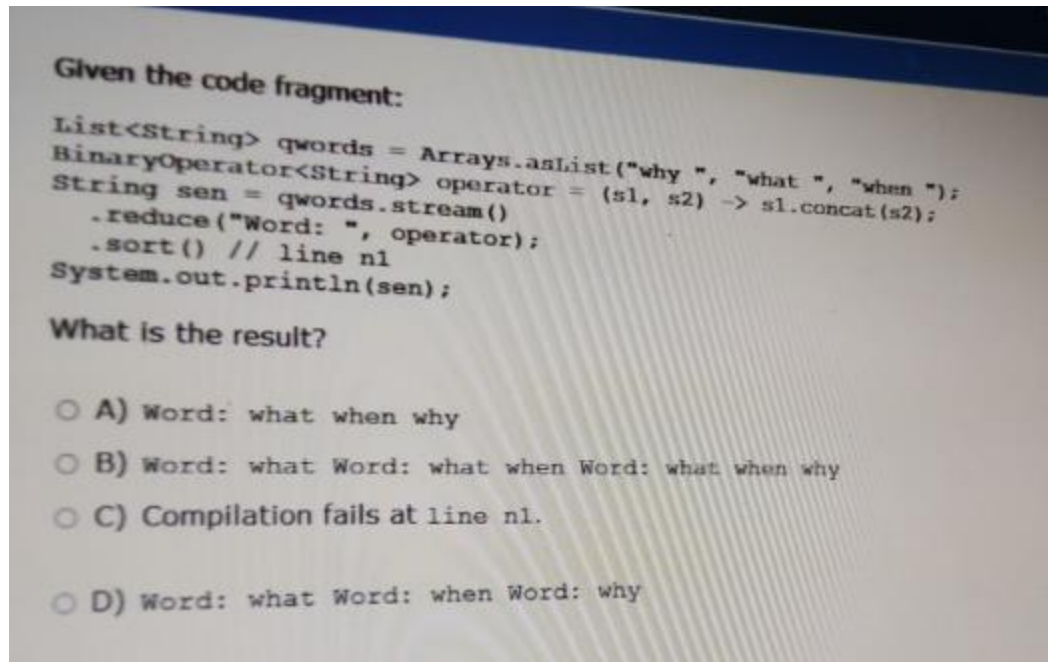 Given the code fragment:
List<String> qwords = Arrays.asList("why ", "what ", "when ");
BinaryOperator<String> operator = (s1, s2) -> s1.concat(s2);
String sen = qwords.stream()
.reduce("Word: ", operator);
.sort() // line n1
System.out.println(sen);
What is the result?
A) Word: what when why
B) Word: what Word: what when Word: what when why
C) Compilation fails at line n1.
D) Word: what Word: when Word: why